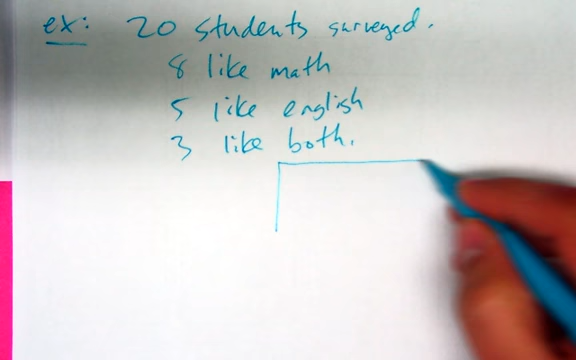 ex: 20 students surveyed.
8 like math
5 like english
3 like both.